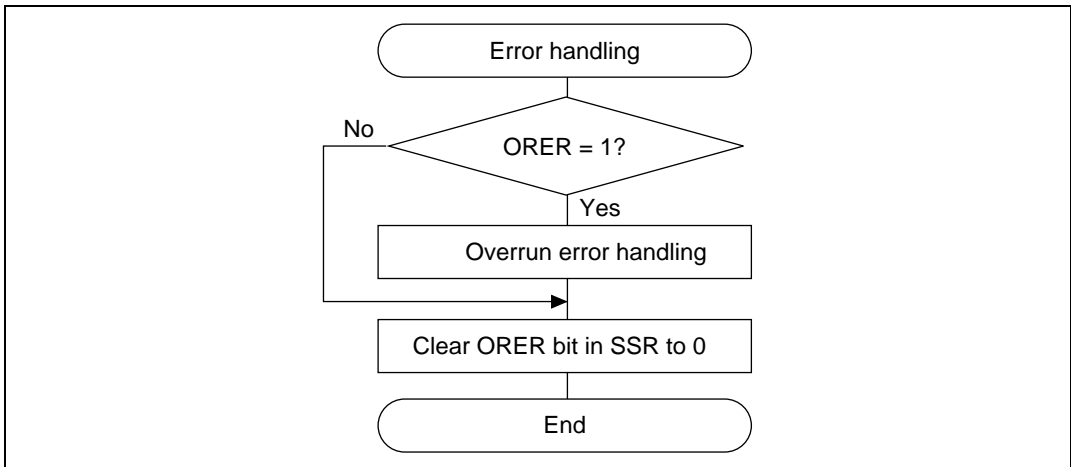 Error handling
No
ORER = 1?
Yes
Overrun error handling
Clear ORER bit in SSR to 0
End